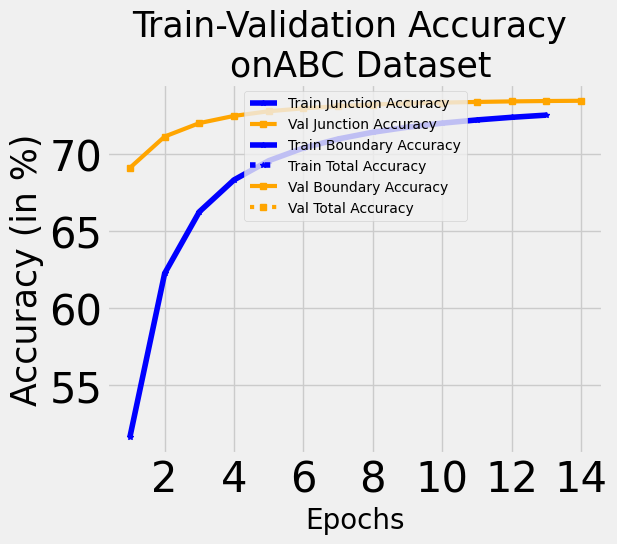 Train-Validation Accuracy
onABC Dataset
Train Junction Accuracy
Val Junction Accuracy
Train Boundary Accuracy
Train Total Accuracy
Val Boundary Accuracy
Val Total Accuracy
Accuracy (in %)
70
65
60
55
2 4 6 8 10 12 14
Epochs